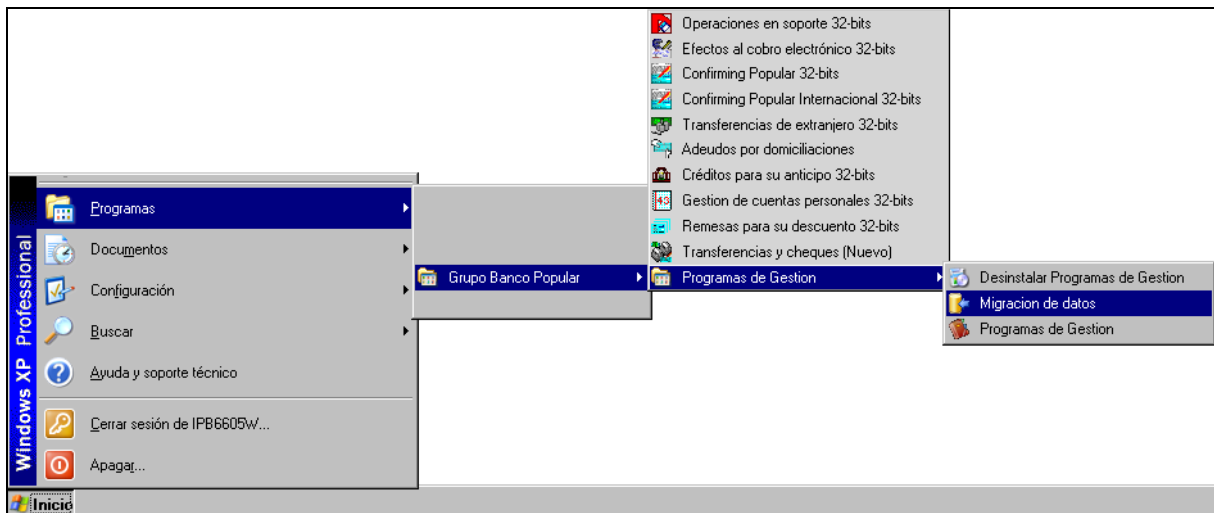 Operaciones en soporte 32-bits
Efectos al cobro electrónico 32-bits
Confirming Popular 32-bits
Confirming Popular Internacional 32-bits
Transferencias de extranjero 32-bits
Adeudos por domiciliaciones
Créditos para su anticipo 32-bits
Gestion de cuentas personales 32-bits
Remesas para su descuento 32-bits
Transferencias y cheques (Nuevo)
Programas de Gestion
Desinstalar Programas de Gestion
Migracion de datos
Programas de Gestion
Grupo Banco Popular
Programas
Documentos
Configuración
Buscar
Ayuda y soporte técnico
Cerrar sesión de IPB6605W...
Apagar...
Windows XP Professional
Inicio